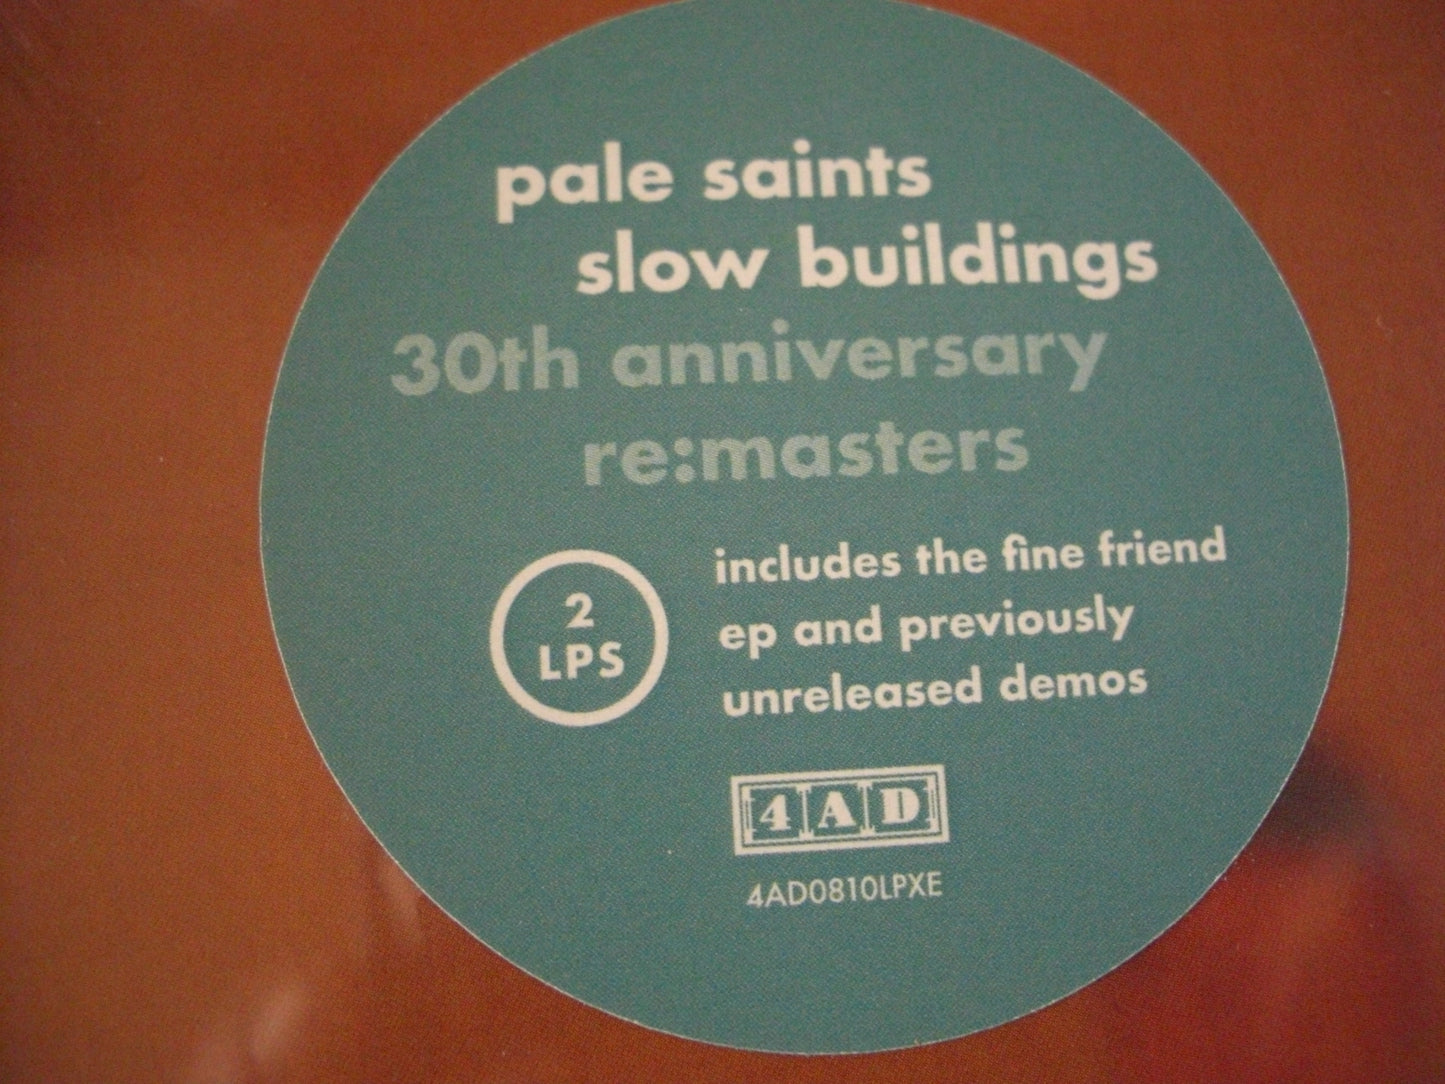 pale saints
slow buildings
30th anniversary
re:masters
2
LPS
includes the fine friend
ep and previously
unreleased demos
4AD
4AD0810LPXE